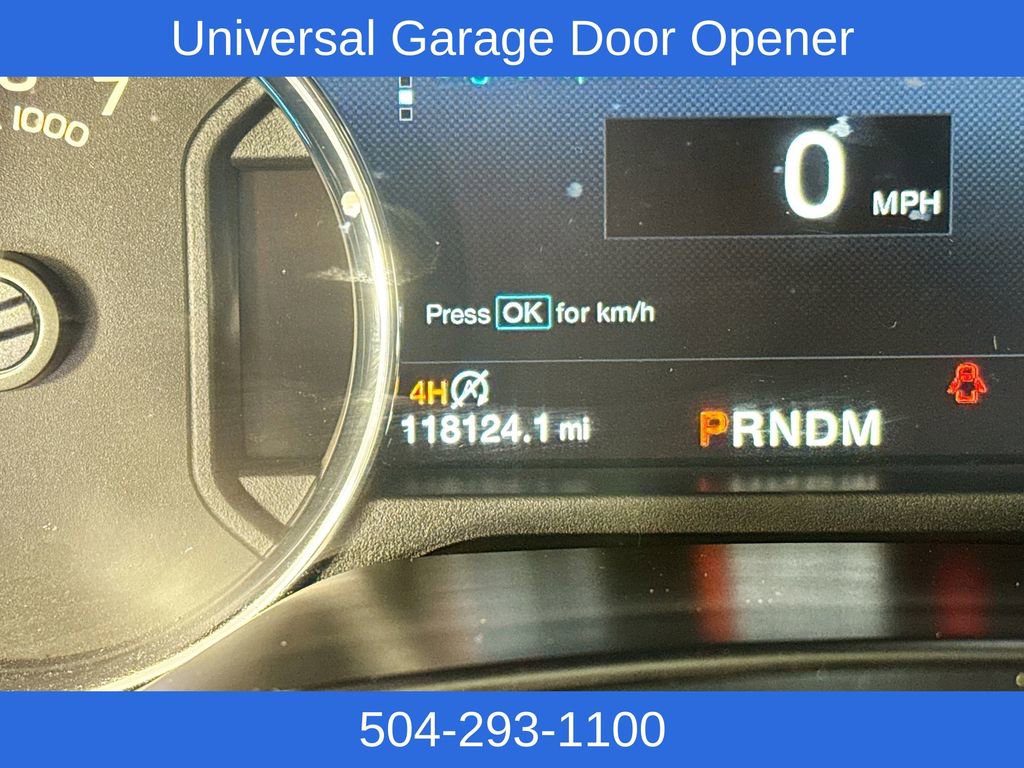 Universal Garage Door Opener
7
1000
0 MPH
Press OK for km/h
4H
118124.1 mi
PRNDM
504-293-1100